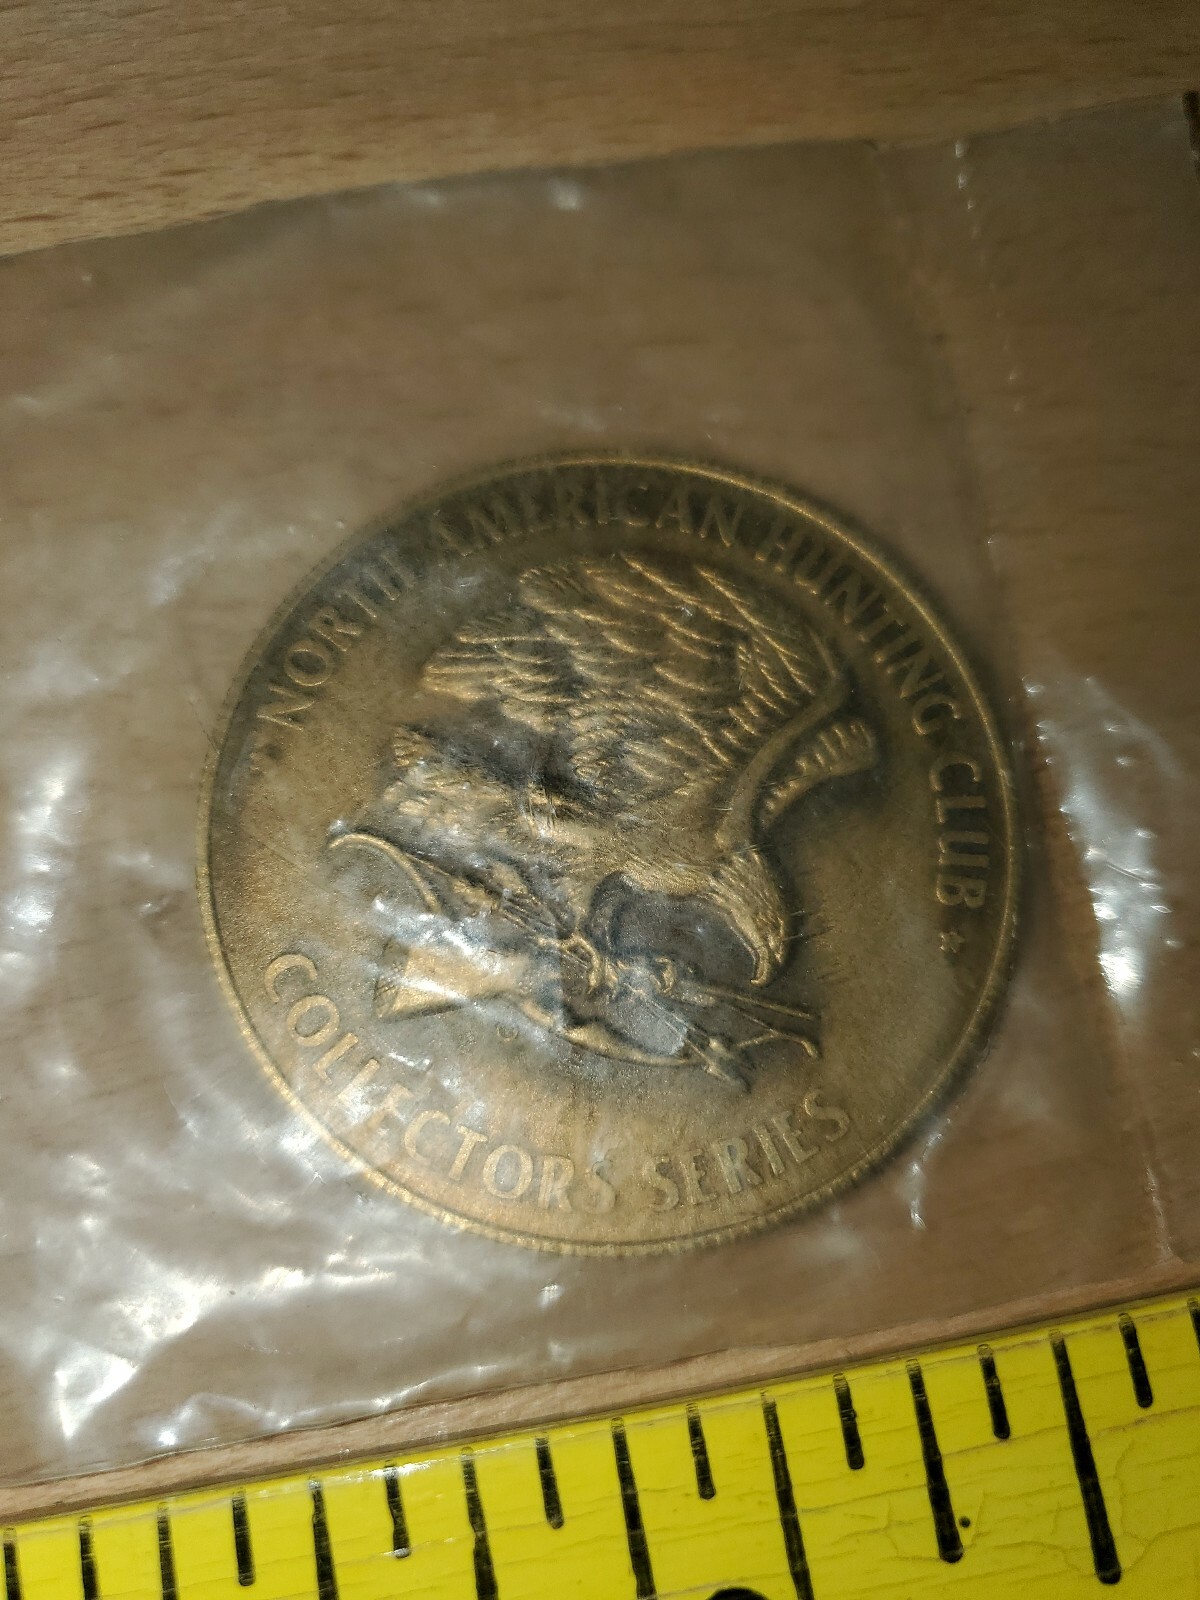 NORTH AMERICAN HUNTING CLUB
COLLECTORS SERIES